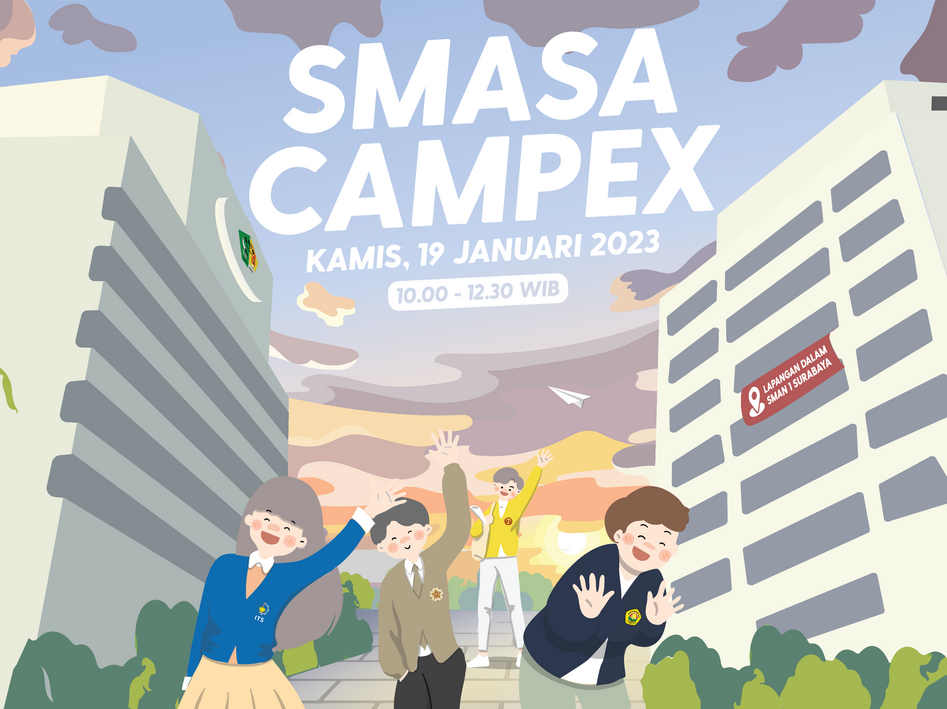 SMASA
CAMPEX
KAMIS, 19 JANUARI 2023
10.00 - 12.30 WIB
LAPANGAN DALAM
SMAN 1 SURABAYA
ITS